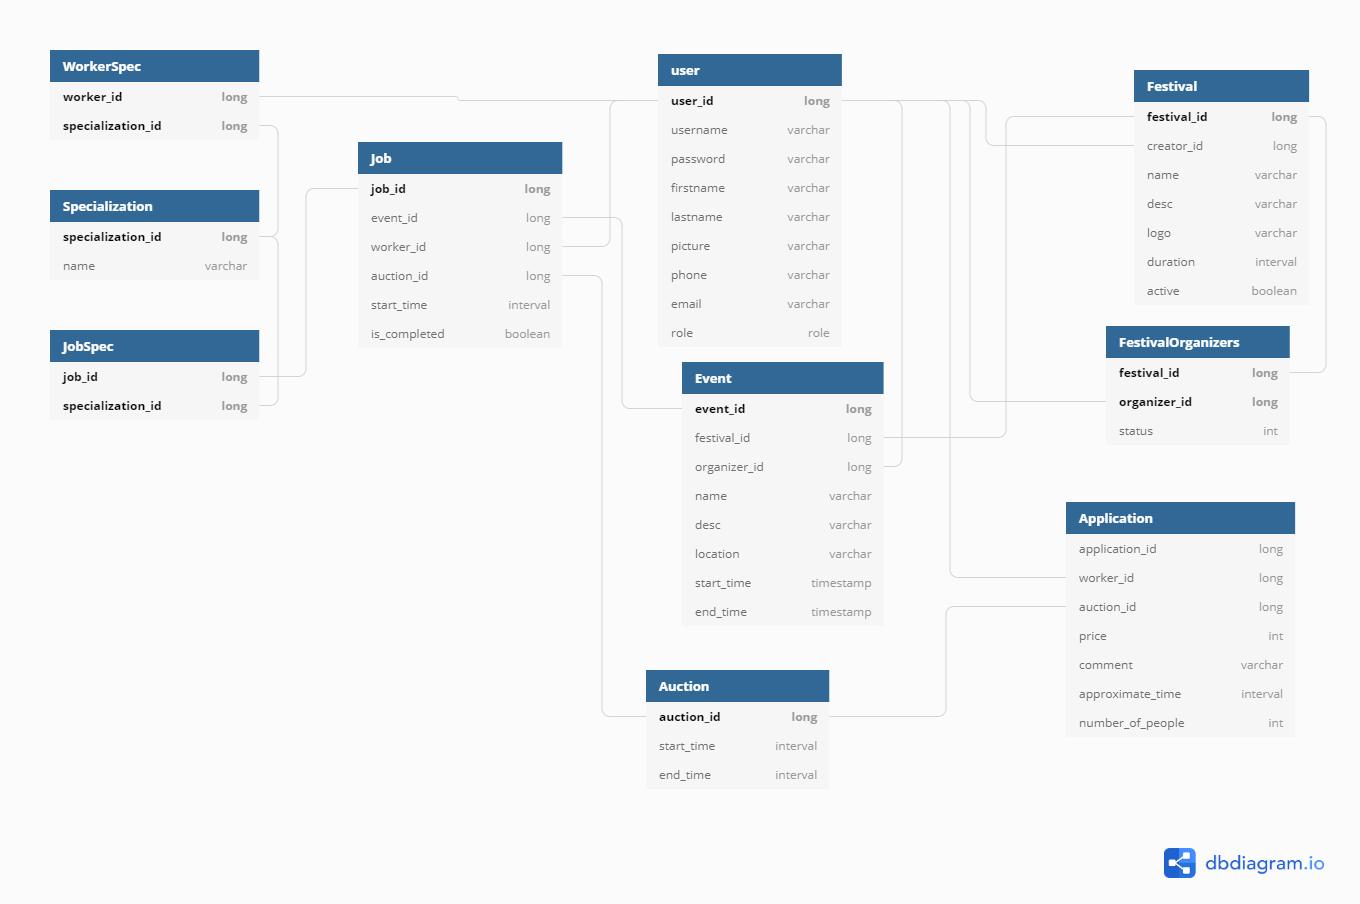 WorkerSpec
worker_id long
specialization_id long
Specialization
specialization_id long
name varchar
JobSpec
job_id long
specialization_id long
Job
job_id long
event_id long
worker_id long
auction_id long
start_time interval
is_completed boolean
user
user_id long
username varchar
password varchar
firstname varchar
lastname varchar
picture varchar
phone varchar
email varchar
role role
Event
event_id long
festival_id long
organizer_id long
name varchar
desc varchar
location varchar
start_time timestamp
end_time timestamp
Auction
auction_id long
start_time interval
end_time interval
Festival
festival_id long
creator_id long
name varchar
desc varchar
logo varchar
duration interval
active boolean
FestivalOrganizers
festival_id long
organizer_id long
status int
Application
application_id long
worker_id long
auction_id long
price int
comment varchar
approximate_time interval
number_of_people int
dbdiagram.io